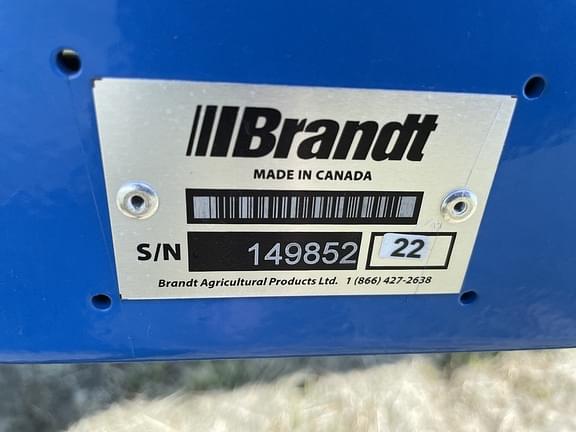 Brandt
MADE IN CANADA
S/N 149852 22
Brandt Agricultural Products Ltd. 1 (866) 427-2638